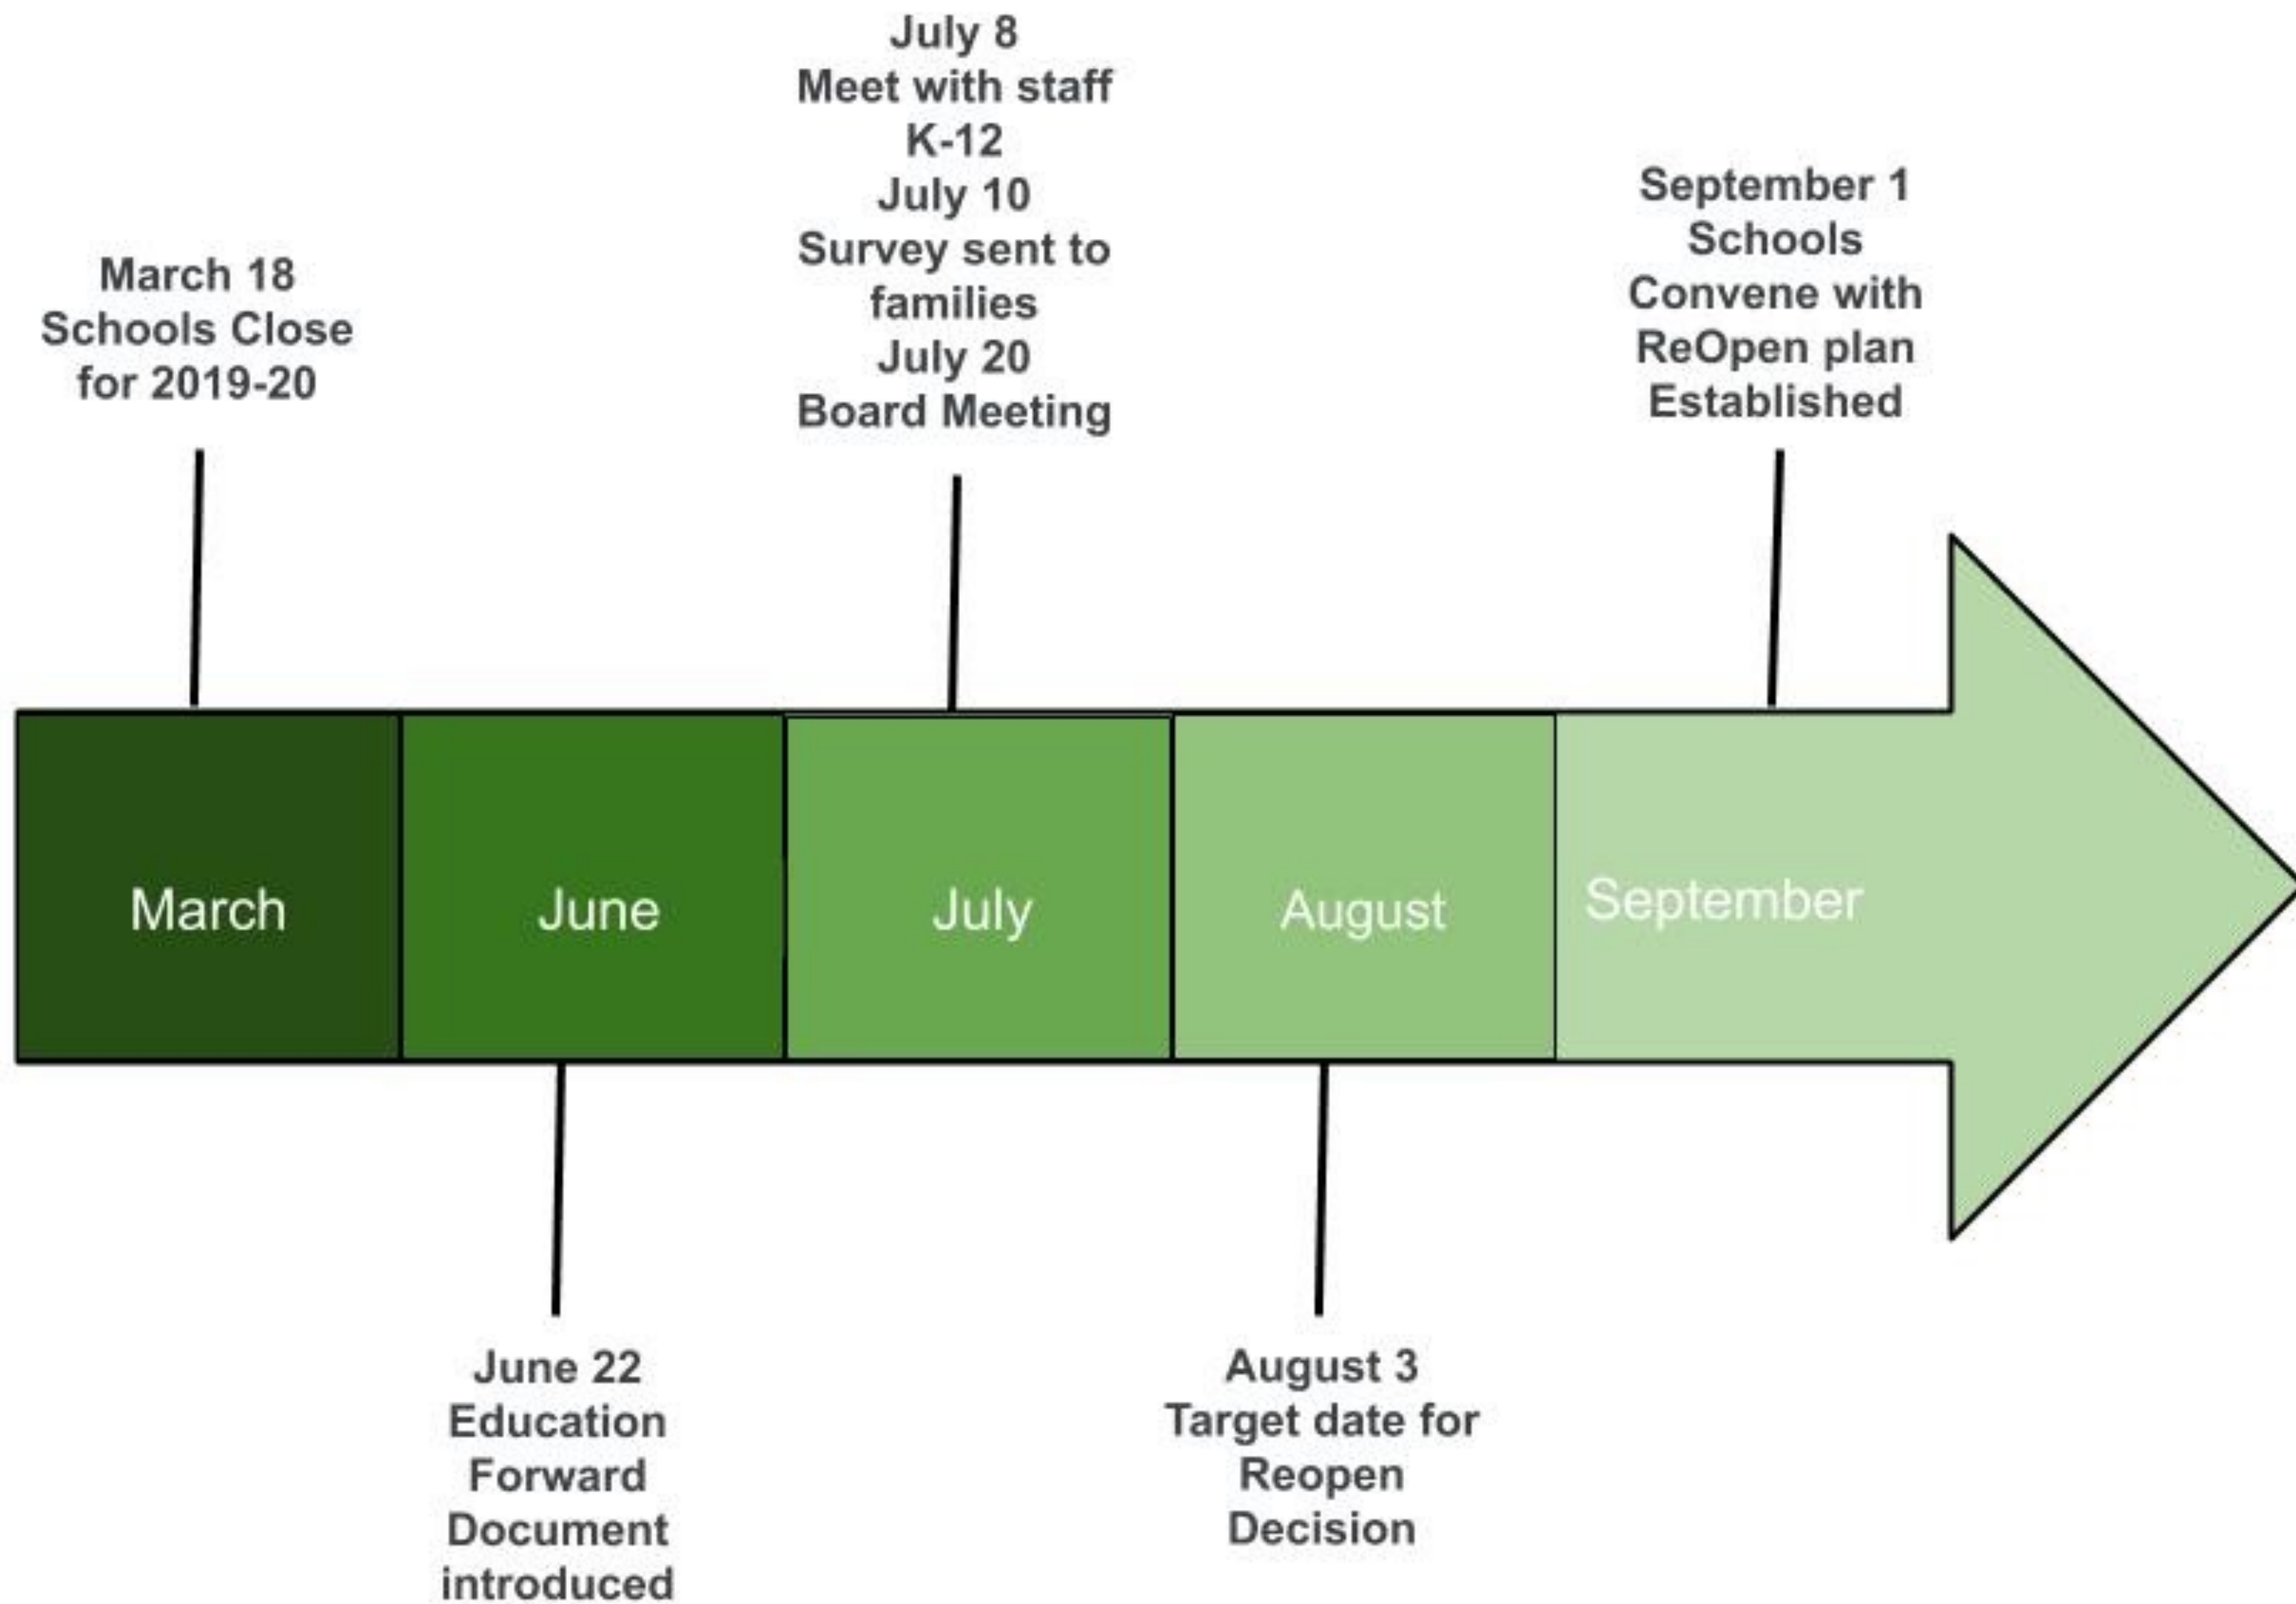 July 8
Meet with staff
K-12
July 10
Survey sent to
families
July 20
Board Meeting
September 1
Schools
Convene with
ReOpen plan
Established
March 18
Schools Close
for 2019-20
March
June
July
August
September
June 22
Education
Forward
Document
introduced
August 3
Target date for
Reopen
Decision